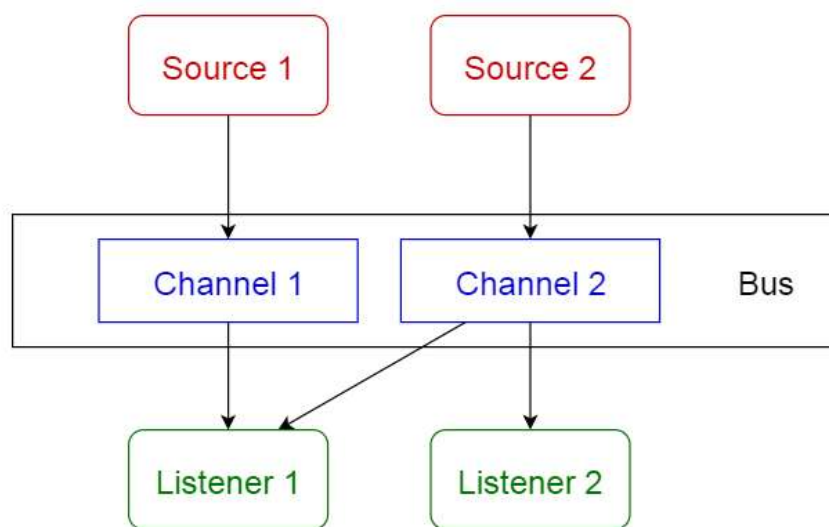 Source 1
Source 2
Channel 1
Channel 2
Bus
Listener 1
Listener 2